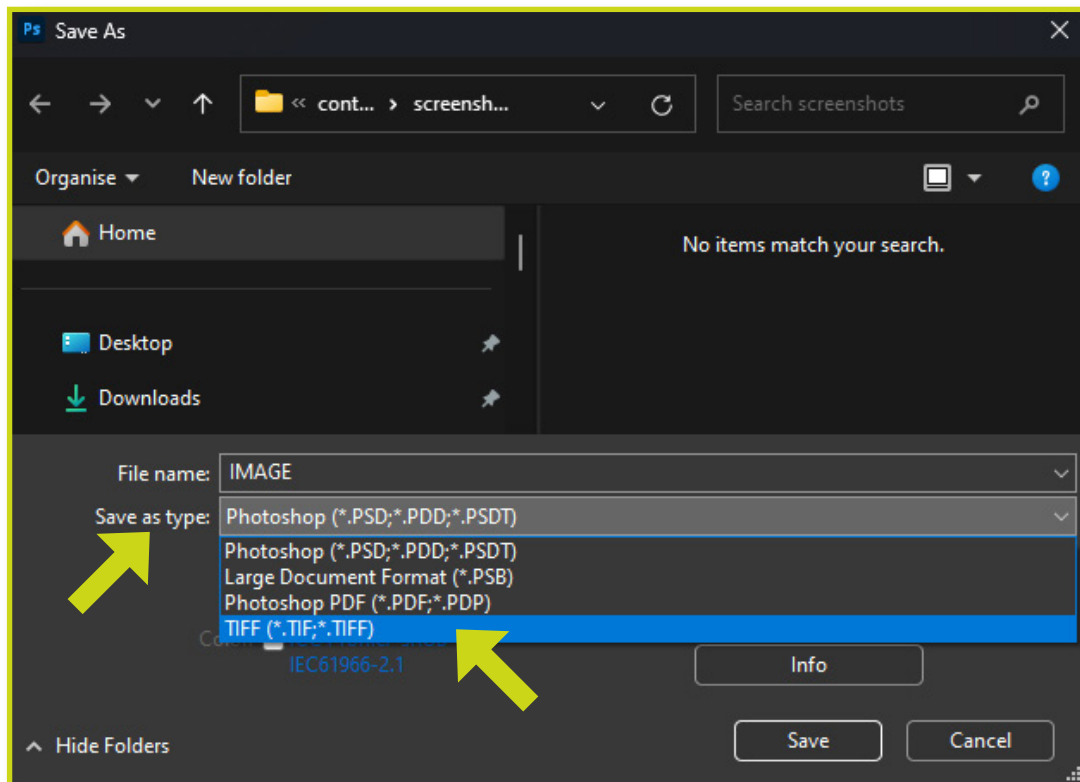 Ps Save As
« cont... > screensh...
Search screenshots
Organise
New folder
?
Home
No items match your search.
Desktop
Downloads
File name: IMAGE
Save as type: Photoshop (*.PSD;*.PDD;*.PSDT)
Photoshop (*.PSD;*.PDD;*.PSDT)
Large Document Format (*.PSB)
Photoshop PDF (*.PDF;*.PDP)
TIFF (*.TIF;*.TIFF)
IEC61966-2.1
Info
Hide Folders
Save
Cancel